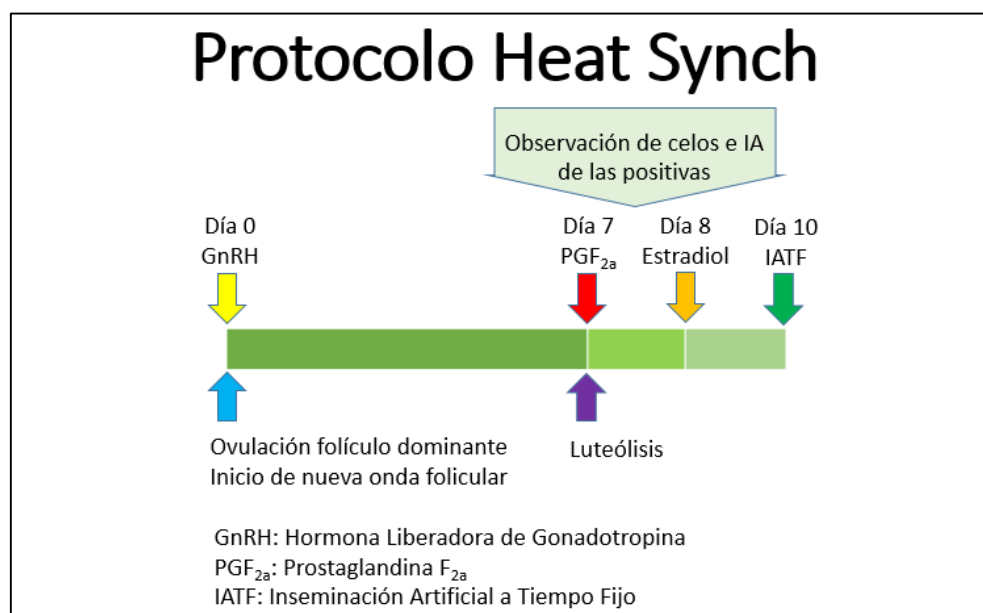 Protocolo Heat Synch
Observación de celos e IA
de las positivas
Día 0
GnRH
Día 7
PGF₂ₐ
Día 8
Estradiol
Día 10
IATF
Ovulación folículo dominante
Inicio de nueva onda folicular
Luteólisis
GnRH: Hormona Liberadora de Gonadotropina
PGF₂ₐ: Prostaglandina F₂ₐ
IATF: Inseminación Artificial a Tiempo Fijo